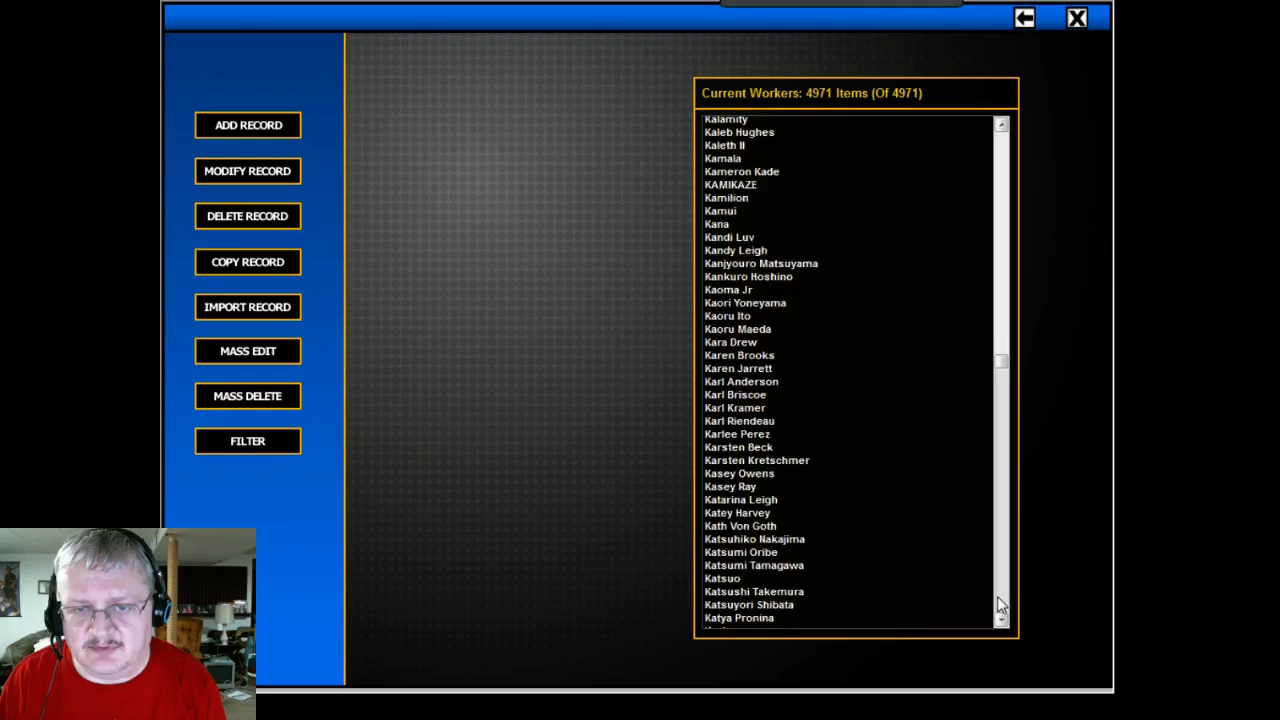 Current Workers: 4971 Items (Of 4971)
ADD RECORD
MODIFY RECORD
DELETE RECORD
COPY RECORD
IMPORT RECORD
MASS EDIT
MASS DELETE
FILTER
Kalamity
Kaleb Hughes
Kaleth II
Kamala
Kameron Kade
KAMIKAZE
Kamilion
Kamui
Kana
Kandi Luv
Kandy Leigh
Kanjyouro Matsuyama
Kankuro Hoshino
Kaoma Jr
Kaori Yoneyama
Kaoru Ito
Kaoru Maeda
Kara Drew
Karen Brooks
Karen Jarrett
Karl Anderson
Karl Briscoe
Karl Kramer
Karl Riendeau
Karlee Perez
Karsten Beck
Karsten Kretschmer
Kasey Owens
Kasey Ray
Katarina Leigh
Katey Harvey
Kath Von Goth
Katsuhiko Nakajima
Katsumi Oribe
Katsumi Tamagawa
Katsuo
Katsushi Takemura
Katsuyori Shibata
Katya Pronina